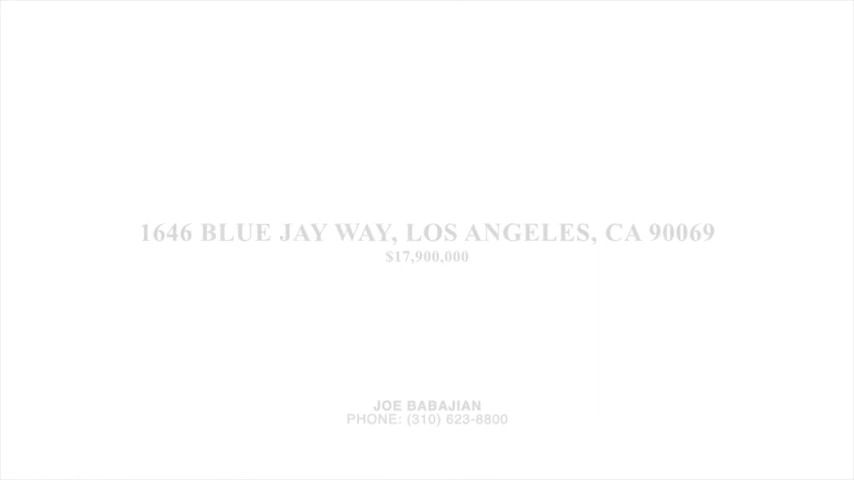 1646 BLUE JAY WAY, LOS ANGELES, CA 90069
$17,900,000
JOE BABAJIAN
PHONE: (310) 623-8800